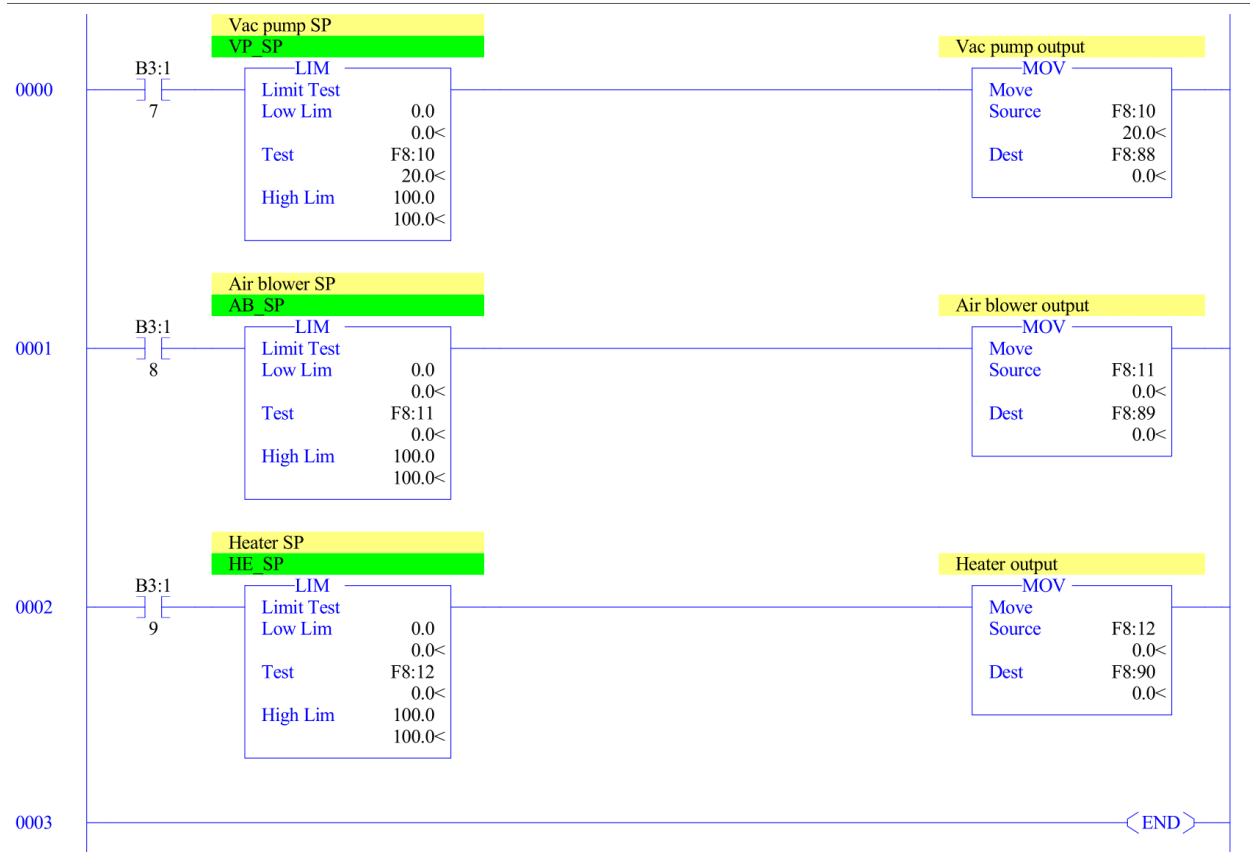 Vac pump SP
VP_SP
Vac pump output
B3:1
LIM
MOV
0000
Limit Test
Move
7
Low Lim 0.0
Source F8:10
0.0<
20.0<
Test F8:10
Dest F8:88
20.0<
0.0<
High Lim 100.0
100.0<
Air blower SP
AB_SP
Air blower output
B3:1
LIM
MOV
0001
Limit Test
Move
8
Low Lim 0.0
Source F8:11
0.0<
0.0<
Test F8:11
Dest F8:89
0.0<
0.0<
High Lim 100.0
100.0<
Heater SP
HE_SP
Heater output
B3:1
LIM
MOV
0002
Limit Test
Move
9
Low Lim 0.0
Source F8:12
0.0<
0.0<
Test F8:12
Dest F8:90
0.0<
0.0<
High Lim 100.0
100.0<
0003
END